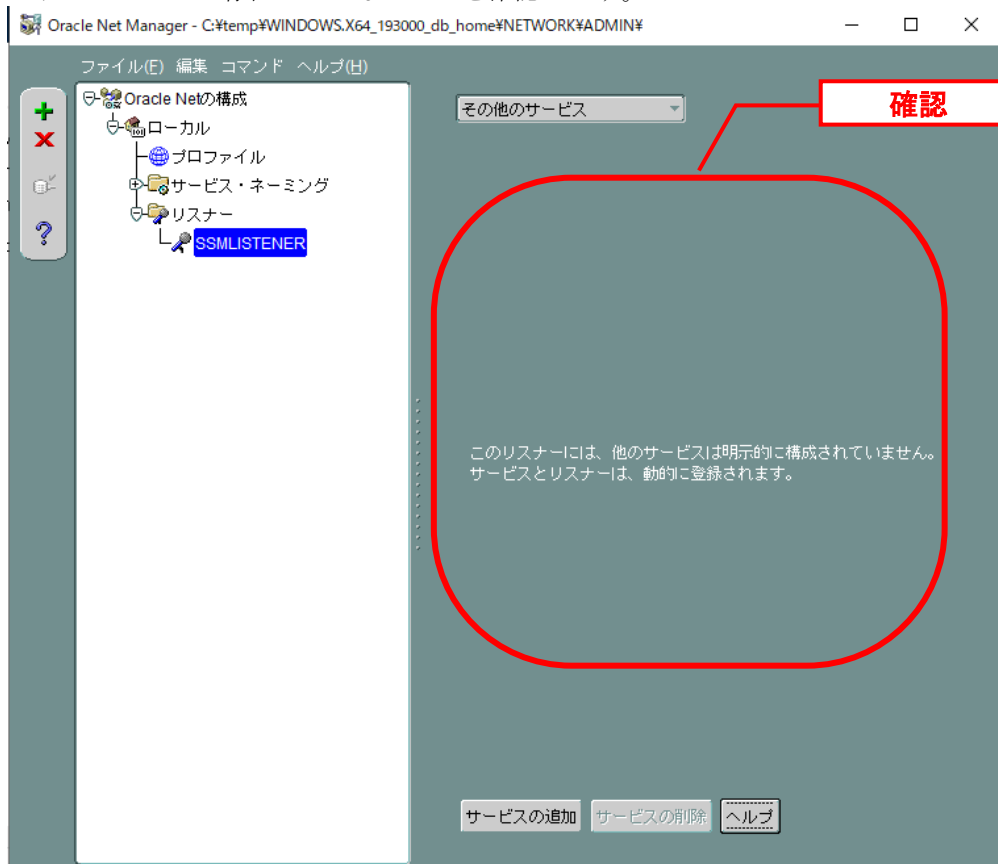 Oracle Net Manager - C:¥temp¥WINDOWS.X64_193000_db_home¥NETWORK¥ADMIN¥
ファイル(F) 編集 コマンド ヘルプ(H)
Oracle Netの構成
ローカル
プロファイル
サービス・ネーミング
リスナー
SSMLISTENER
その他のサービス
確認
このリスナーには、他のサービスは明示的に構成されていません。
サービスとリスナーは、動的に登録されます。
サービスの追加 サービスの削除 ヘルプ